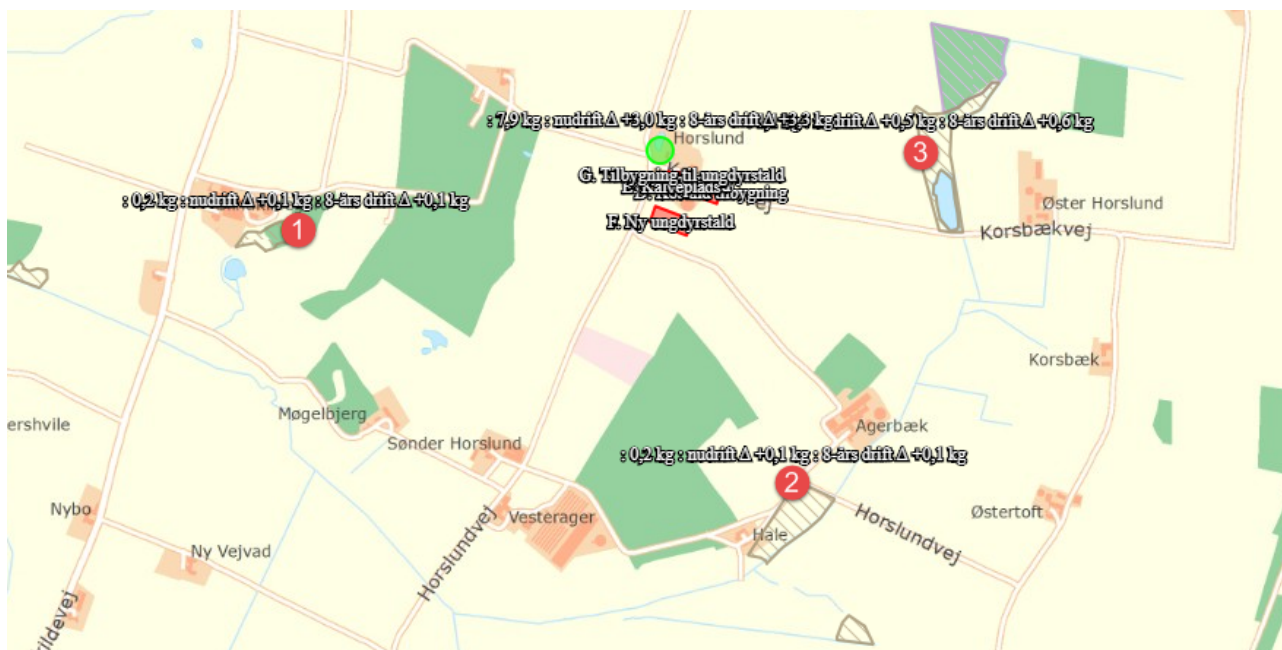 : 7,9 kg : nudrift Δ +3,0 kg : 8-års drift Δ +3,3 kg
drift Δ +0,5 kg : 8-års drift Δ +0,6 kg
Horslund
3
G. Tilbygning til ungdyrstald
E. Kalveplads
bygning
: 0,2 kg : nudrift Δ +0,1 kg : 8-års drift Δ +0,1 kg
Øster Horslund
F. Ny ungdyrstald
vej
1
Korsbækvej
Korsbæk
Møgelbjerg
ershvile
Agerbæk
Sønder Horslund
: 0,2 kg : nudrift Δ +0,1 kg : 8-års drift Δ +0,1 kg
2
Nybo
Vesterager
Horslundvej
Østertoft
Hale
Horslundvej
Ny Vejvad
ildevej